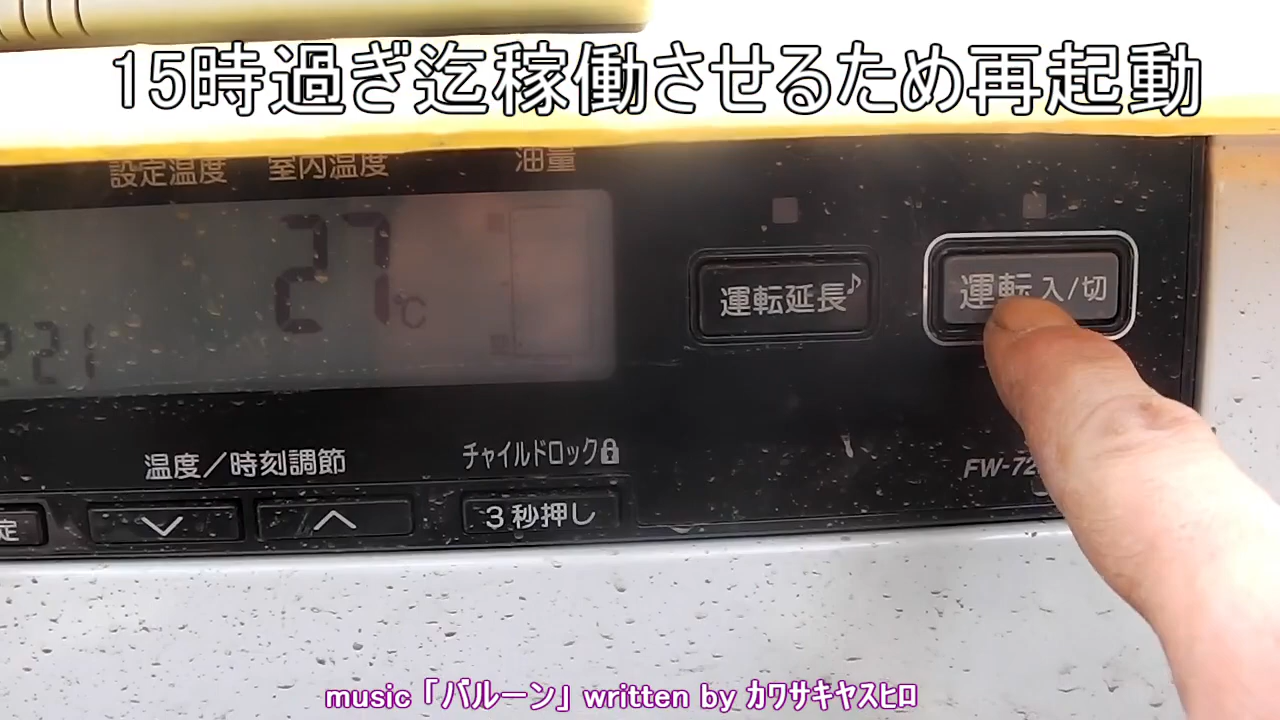 15時過ぎ迄稼働させるため再起動
設定温度 室内温度 油量
27℃
221
運転延長♪ 運転 入/切
温度/時刻調節 チャイルドロック
FW-72
定 3秒押し
music「バルーン」written by カワサキヤスヒロ